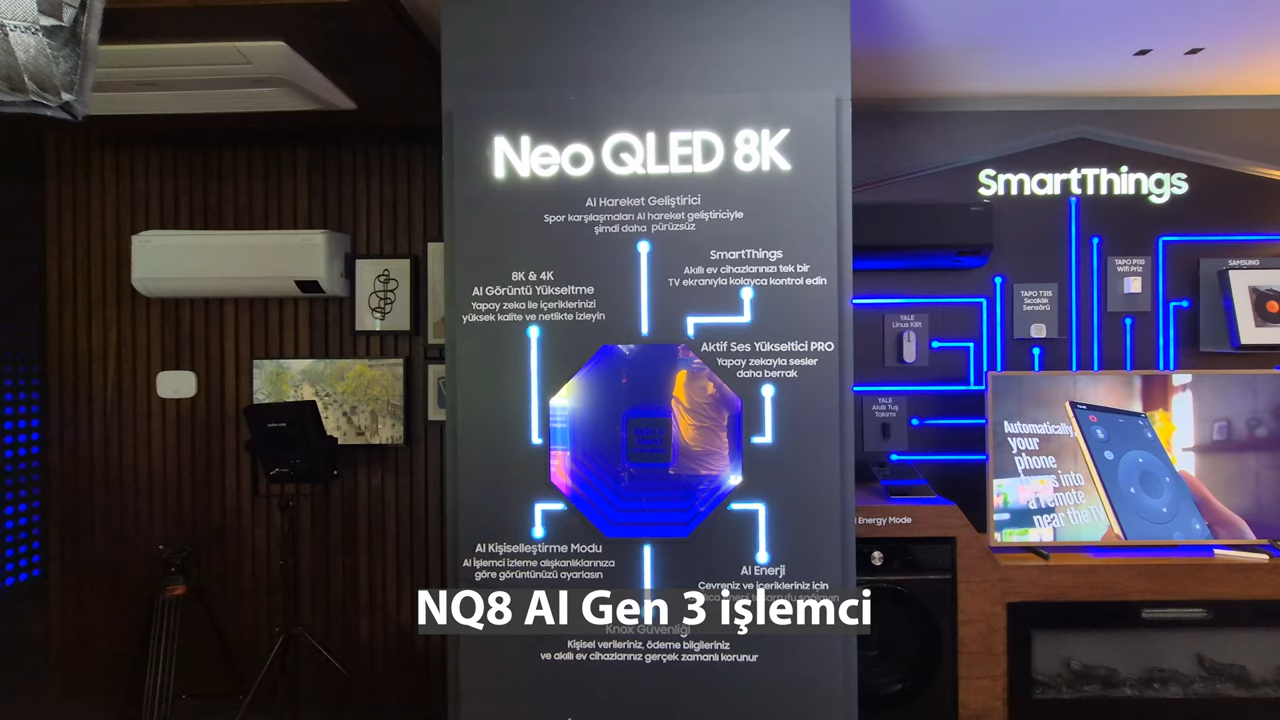 Neo QLED 8K
AI Hareket Geliştirici
Spor karşılaşmaları AI hareket geliştiriciyle
şimdi daha pürüzsüz
SmartThings
Akıllı ev cihazlarınızı tek bir
TV ekranıyla kolayca kontrol edin
8K & 4K
AI Görüntü Yükseltme
Yapay zeka ile içeriklerinizi
yüksek kalite ve netlikte izleyin
Aktif Ses Yükseltici PRO
Yapay zekayla sesler
daha berrak
AI Kişiselleştirme Modu
AI İşlemci izleme alışkanlıklarınıza
göre görüntünüzü ayarlasın
AI Enerji
Çevreniz ve içerikleriniz için
NQ8 AI Gen 3 işlemci
Knox Güvenliği
Kişisel verileriniz, ödeme bilgileriniz
ve akıllı ev cihazlarınız gerçek zamanlı korunur
SmartThings
TAPO P110
Wifi Priz
SAMSUNG
TAPO T315
Sıcaklık
Sensörü
YALE
Linus Kilit
YALE
Akıllı Tuş
Takımı
Automatically,
your
phone
turns into
a remote
near the TV
AI Energy Mode